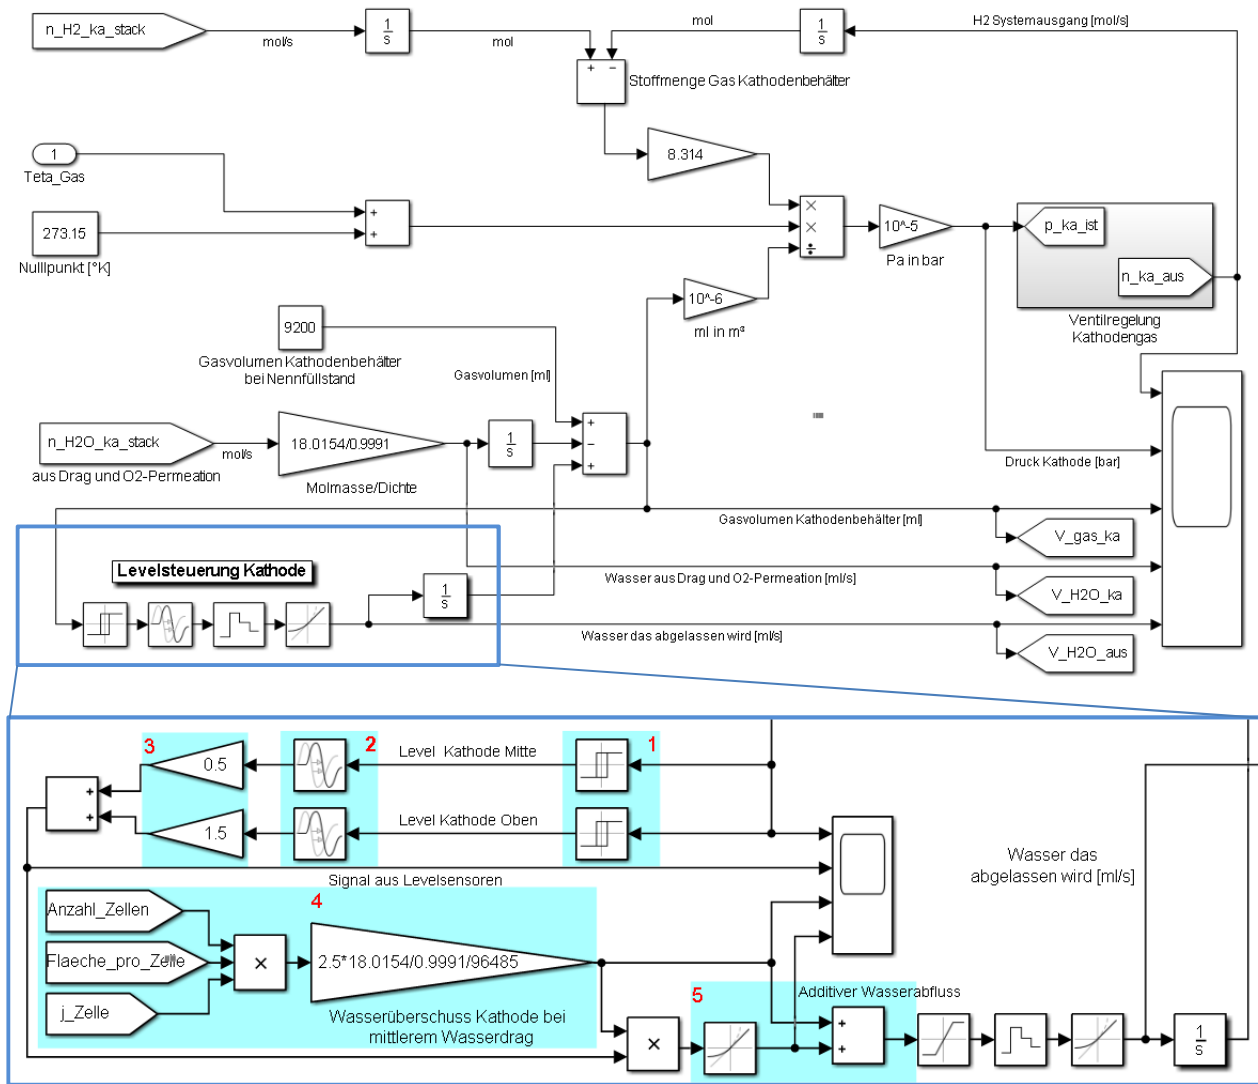 n_H2_ka_stack
mol/s
1
s
mol
mol
1
s
H2 Systemausgang [mol/s]
+ −
Stoffmenge Gas Kathodenbehälter
8.314
1
Teta_Gas
273.15
Nulllpunkt [°K]
+
+
×
×
÷
10^-5
Pa in bar
p_ka_ist
n_ka_aus
Ventilregelung
Kathodengas
10^-6
ml in m³
9200
Gasvolumen Kathodenbehälter
bei Nennfüllstand
Gasvolumen [ml]
n_H2O_ka_stack
aus Drag und O2-Permeation
mol/s
18.0154/0.9991
Molmasse/Dichte
1
s
+
−
+
Druck Kathode [bar]
Gasvolumen Kathodenbehälter [ml]
V_gas_ka
Levelsteuerung Kathode
1
s
Wasser aus Drag und O2-Permeation [ml/s]
V_H2O_ka
Wasser das abgelassen wird [ml/s]
V_H2O_aus
3
2
1
0.5
Level Kathode Mitte
+
+
1.5
Level Kathode Oben
Signal aus Levelsensoren
Wasser das
abgelassen wird [ml/s]
4
Anzahl_Zellen
Flaeche_pro_Zelle
j_Zelle
×
2.5*18.0154/0.9991/96485
Wasserüberschuss Kathode bei
mittlerem Wasserdrag
5
Additiver Wasserabfluss
×
+
+
1
s